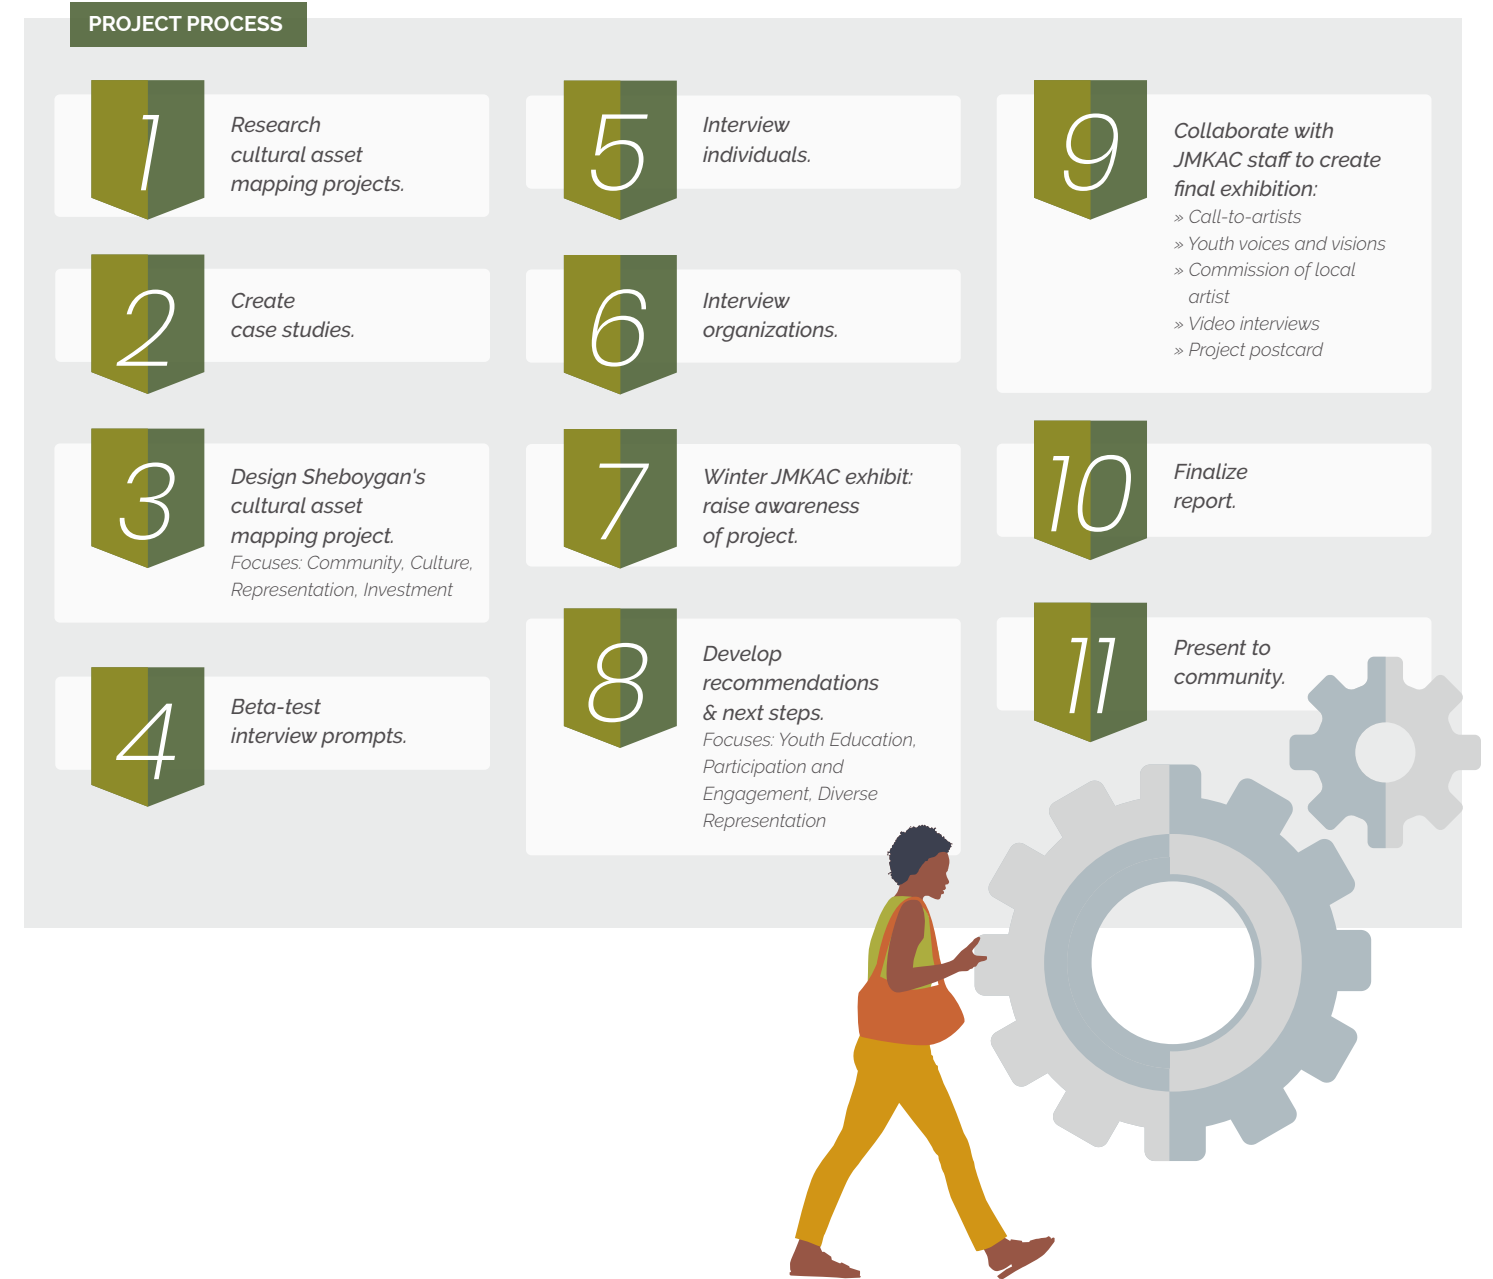 PROJECT PROCESS
1
Research
cultural asset
mapping projects.
2
Create
case studies.
3
Design Sheboygan's
cultural asset
mapping project.
Focuses: Community, Culture,
Representation, Investment
4
Beta-test
interview prompts.
5
Interview
individuals.
6
Interview
organizations.
7
Winter JMKAC exhibit:
raise awareness
of project.
8
Develop
recommendations
& next steps.
Focuses: Youth Education,
Participation and
Engagement, Diverse
Representation
9
Collaborate with
JMKAC staff to create
final exhibition:
» Call-to-artists
» Youth voices and visions
» Commission of local
artist
» Video interviews
» Project postcard
10
Finalize
report.
11
Present to
community.